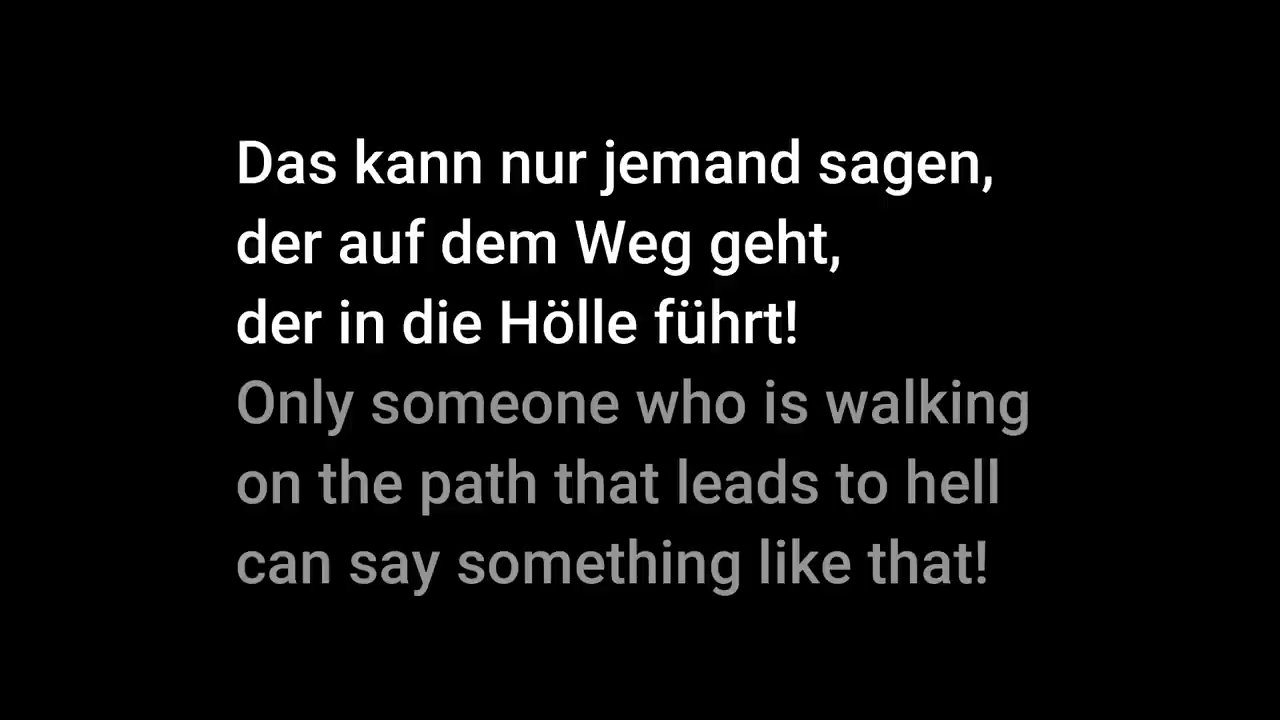 Das kann nur jemand sagen,
der auf dem Weg geht,
der in die Hölle führt!
Only someone who is walking
on the path that leads to hell
can say something like that!